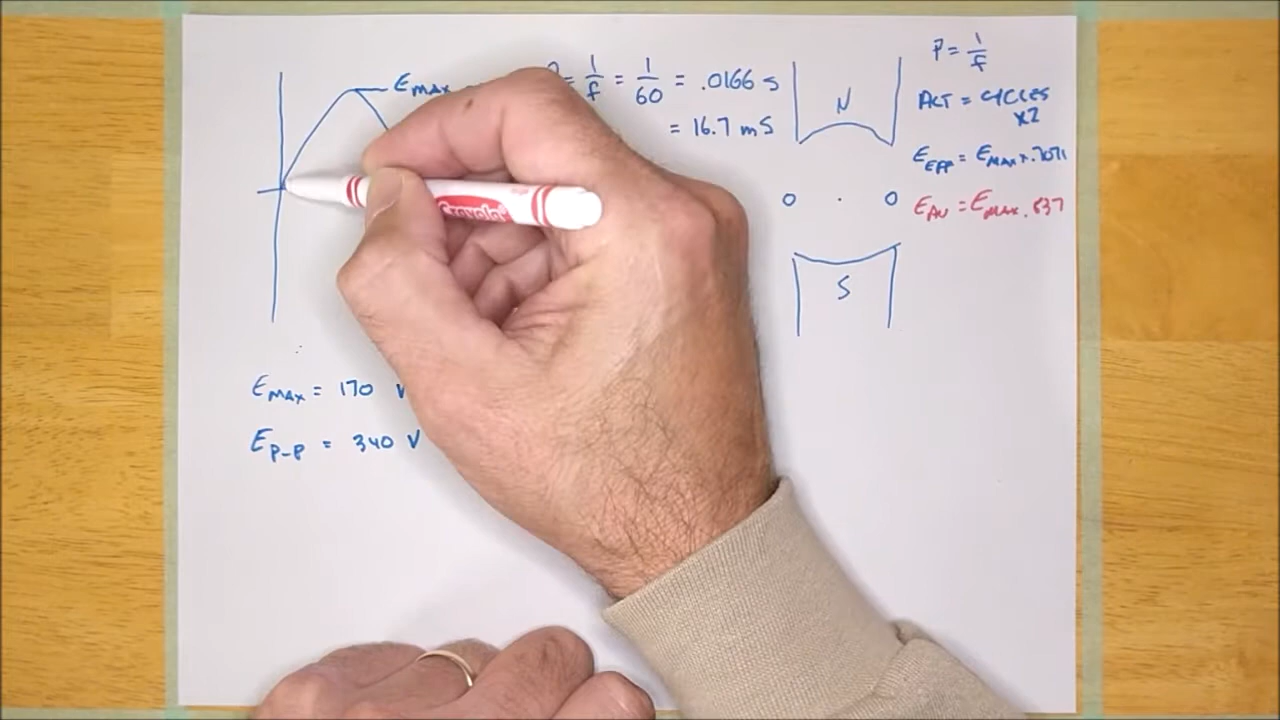 EMAX
= 1/f = 1/60 = .0166 s
= 16.7 mS
N
S
P = 1/f
ALT = CYCLES
x2
EEFF = EMAX x .7071
EAV = EMAX . 637
EMAX = 170 V
EP-P = 340 V
Crayola